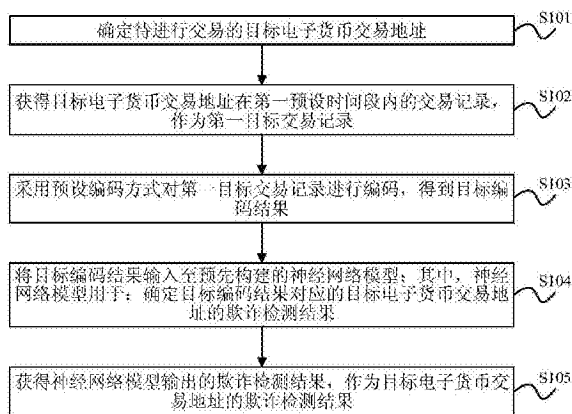 确定待进行交易的目标电子货币交易地址
S101
获得目标电子货币交易地址在第一预设时间段内的交易记录，
作为第一目标交易记录
S102
采用预设编码方式对第一目标交易记录进行编码，得到目标编
码结果
S103
将目标编码结果输入至预先构建的神经网络模型；其中，神经
网络模型用于：确定目标编码结果对应的目标电子货币交易地
址的欺诈检测结果
S104
获得神经网络模型输出的欺诈检测结果，作为目标电子货币交
易地址的欺诈检测结果
S105